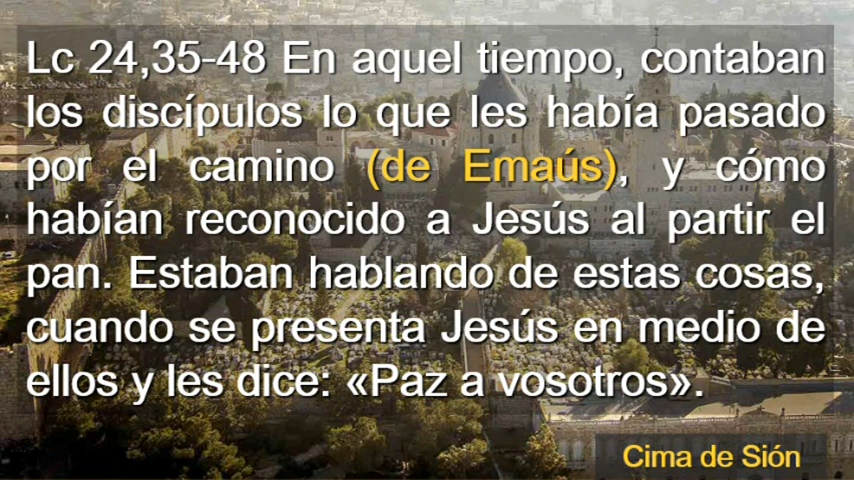 Lc 24,35-48 En aquel tiempo, contaban
los discípulos lo que les había pasado
por el camino (de Emaús), y cómo
habían reconocido a Jesús al partir el
pan. Estaban hablando de estas cosas,
cuando se presenta Jesús en medio de
ellos y les dice: «Paz a vosotros».
Cima de Sión